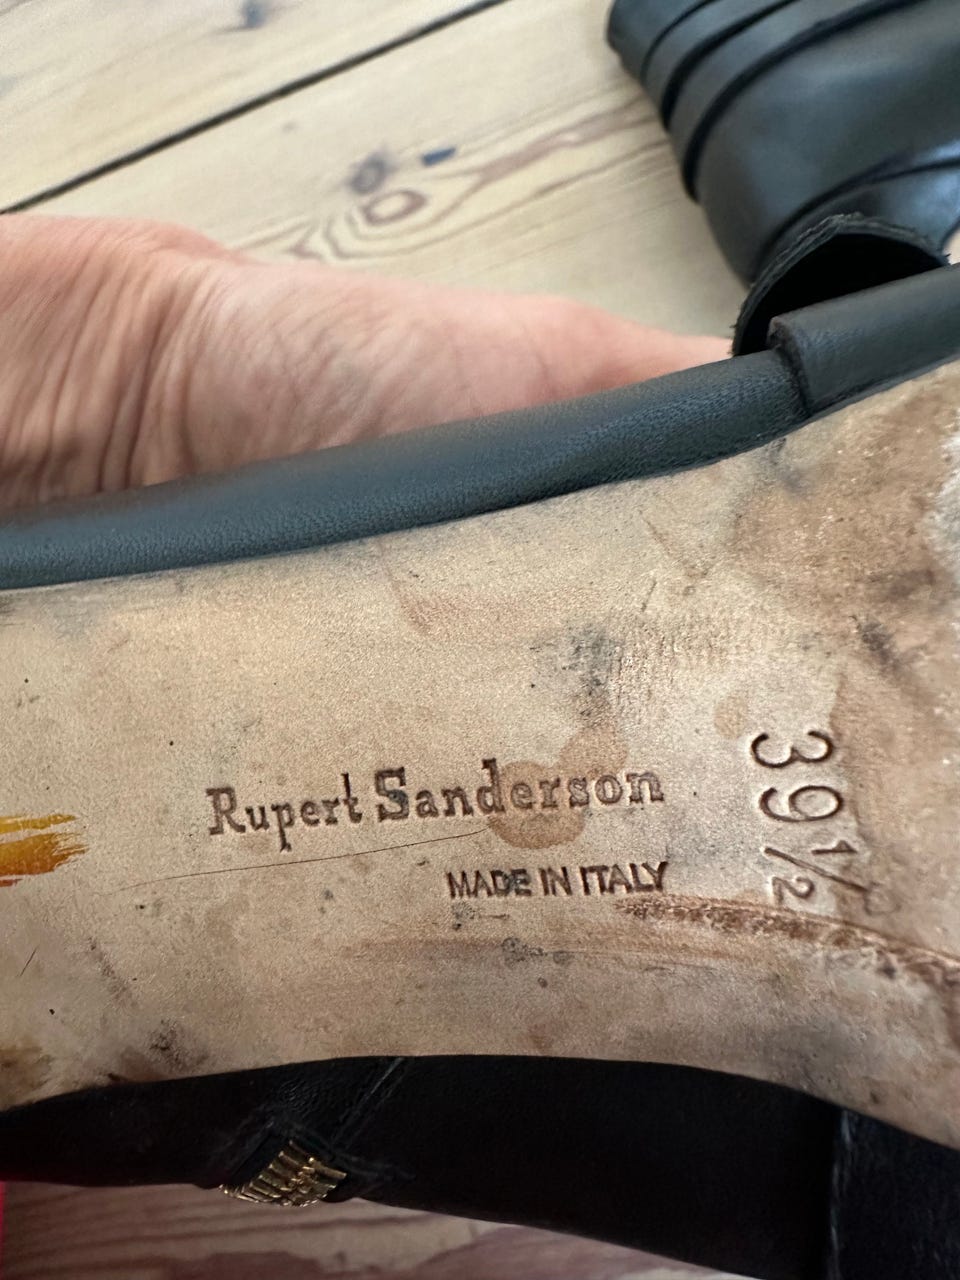 Rupert Sanderson
MADE IN ITALY
39½